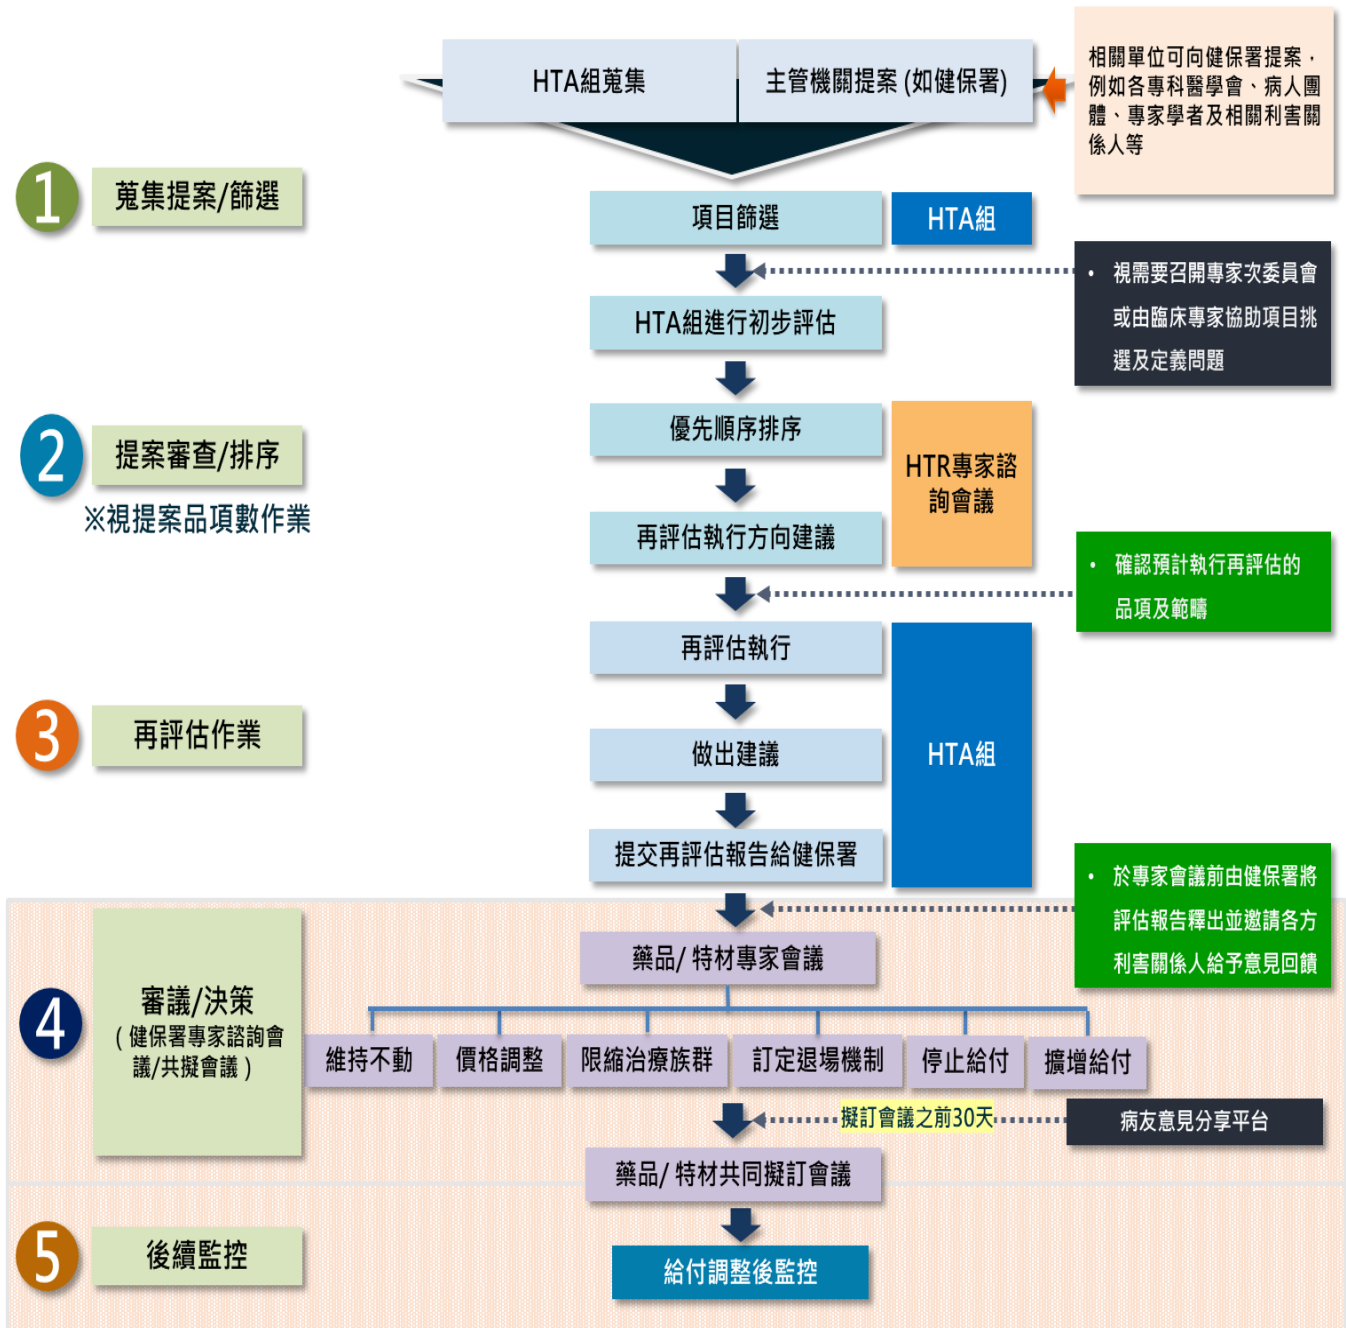 HTA組蒐集
主管機關提案 (如健保署)
相關單位可向健保署提案，
例如各專科醫學會、病人團
體、專家學者及相關利害關
係人等
1
蒐集提案/篩選
項目篩選
HTA組
• 視需要召開專家次委員會
或由臨床專家協助項目挑
選及定義問題
HTA組進行初步評估
2
提案審查/排序
※視提案品項數作業
優先順序排序
HTR專家諮
詢會議
再評估執行方向建議
• 確認預計執行再評估的
品項及範疇
3
再評估作業
再評估執行
做出建議
HTA組
提交再評估報告給健保署
• 於專家會議前由健保署將
評估報告釋出並邀請各方
利害關係人給予意見回饋
4
審議/決策
( 健保署專家諮詢會
議/共擬會議 )
藥品/ 特材專家會議
維持不動
價格調整
限縮治療族群
訂定退場機制
停止給付
擴增給付
擬訂會議之前30天
病友意見分享平台
藥品/ 特材共同擬訂會議
5
後續監控
給付調整後監控